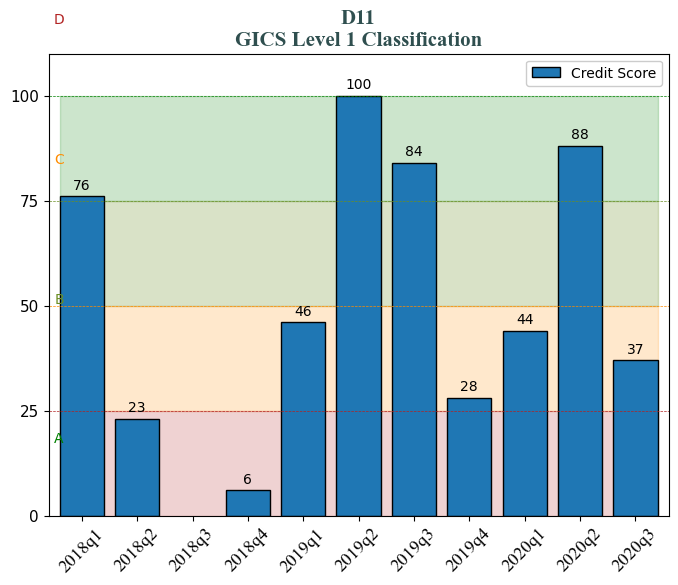 D
D11
GICS Level 1 Classification
Credit Score
100
100
88
84
C
76
75
50
B
46
44
37
28
25
23
A
6
0
2018q1
2018q2
2018q3
2018q4
2019q1
2019q2
2019q3
2019q4
2020q1
2020q2
2020q3